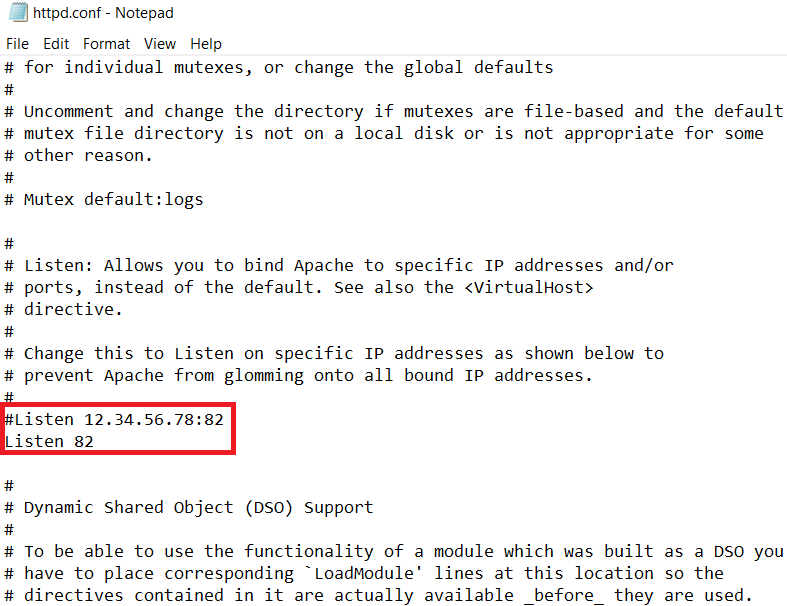 httpd.conf - Notepad
File Edit Format View Help
# for individual mutexes, or change the global defaults
#
# Uncomment and change the directory if mutexes are file-based and the default
# mutex file directory is not on a local disk or is not appropriate for some
# other reason.
#
# Mutex default:logs
#
# Listen: Allows you to bind Apache to specific IP addresses and/or
# ports, instead of the default. See also the <VirtualHost>
# directive.
#
# Change this to Listen on specific IP addresses as shown below to
# prevent Apache from glomming onto all bound IP addresses.
#
#Listen 12.34.56.78:82
Listen 82
#
# Dynamic Shared Object (DSO) Support
#
# To be able to use the functionality of a module which was built as a DSO you
# have to place corresponding `LoadModule' lines at this location so the
# directives contained in it are actually available _before_ they are used.